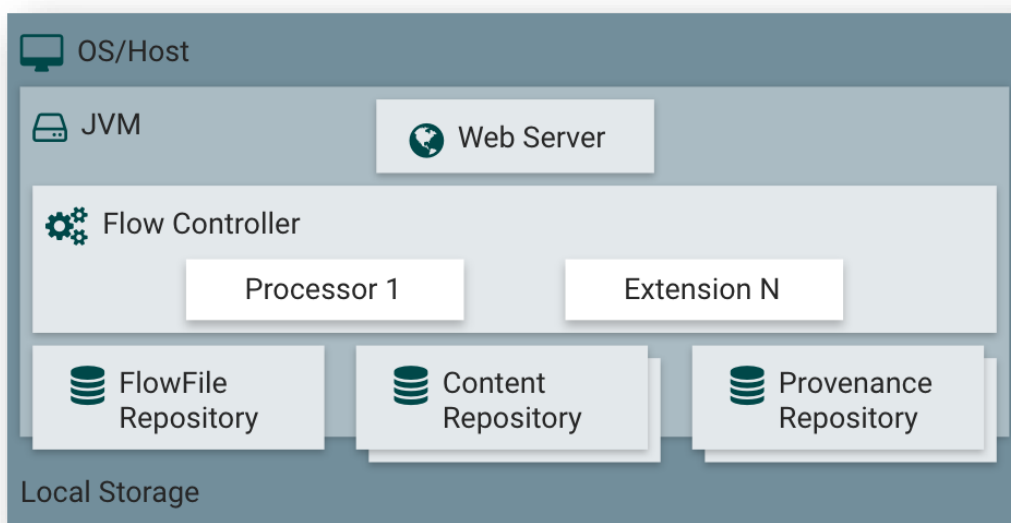 OS/Host
JVM
Web Server
Flow Controller
Processor 1
Extension N
FlowFile
Repository
Content
Repository
Provenance
Repository
Local Storage